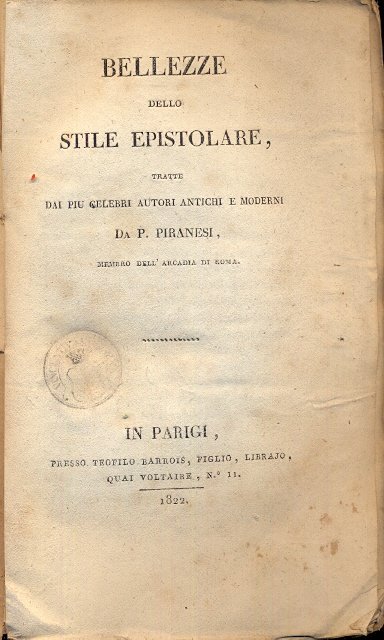 BELLEZZE
DELLO
STILE EPISTOLARE,
TRATTE
DAI PIU CELEBRI AUTORI ANTICHI E MODERNI
DA P. PIRANESI,
MEMBRO DELL' ARCADIA DI ROMA.
IN PARIGI,
PRESSO TEOFILO BARROIS, FIGLIO, LIBRAJO,
QUAI VOLTAIRE, N.º 11.
1822.